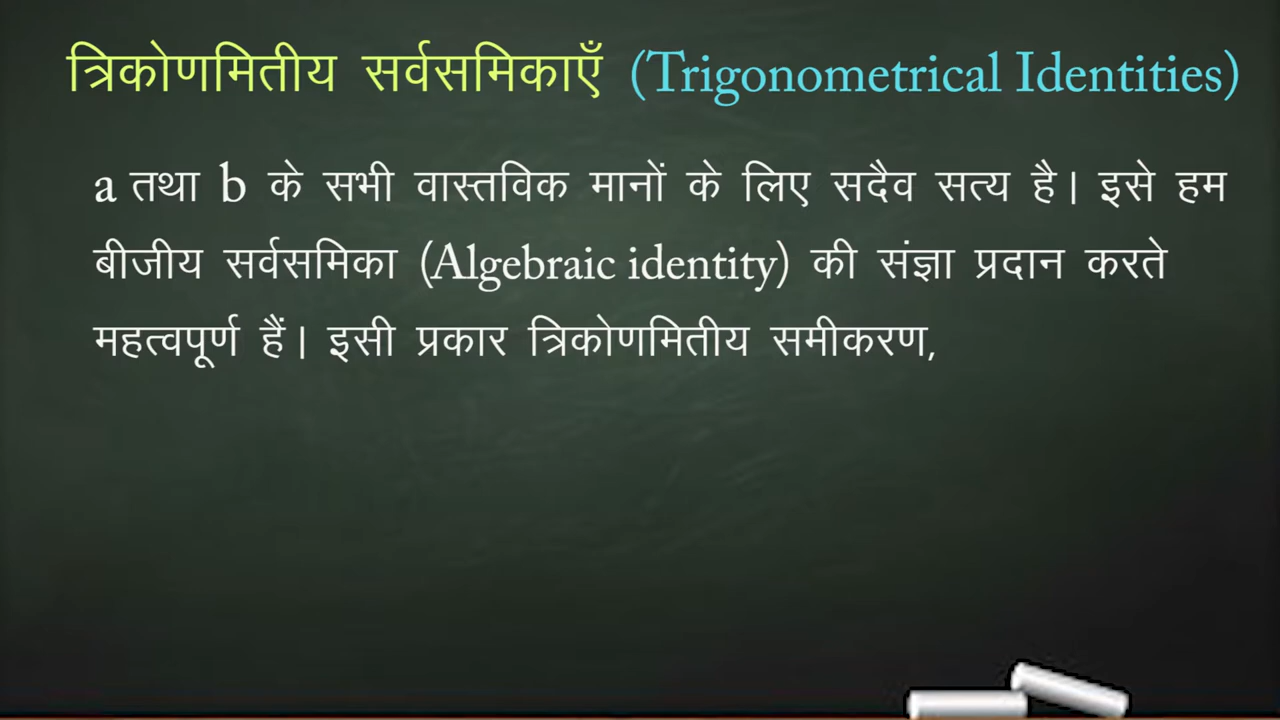 त्रिकोणमितीय सर्वसमिकाएँ (Trigonometrical Identities)
a तथा b के सभी वास्तविक मानों के लिए सदैव सत्य है। इसे हम
बीजीय सर्वसमिका (Algebraic identity) की संज्ञा प्रदान करते
महत्वपूर्ण हैं। इसी प्रकार त्रिकोणमितीय समीकरण,